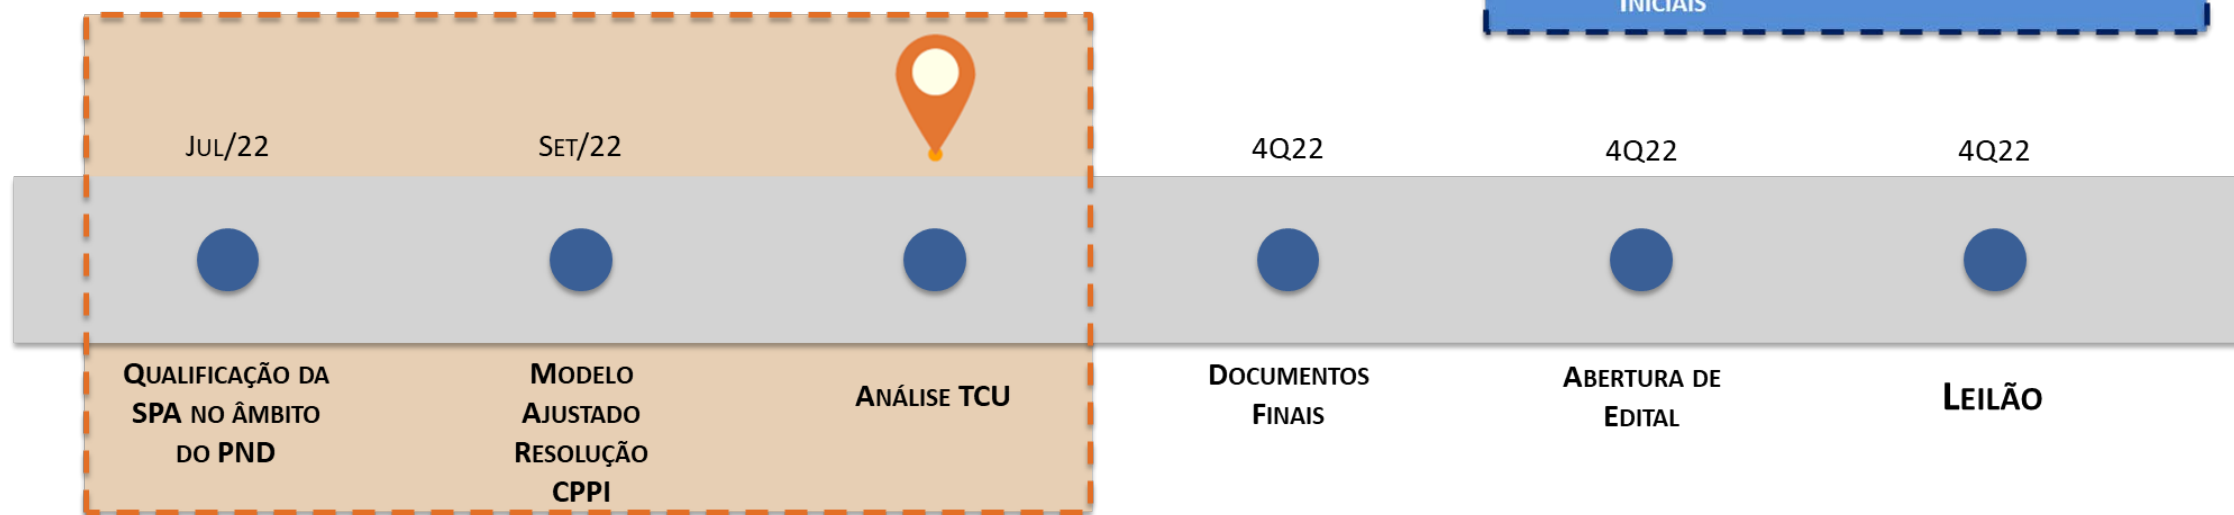 INICIAIS
JUL/22
SET/22
4Q22
4Q22
4Q22
QUALIFICAÇÃO DA
SPA NO ÂMBITO
DO PND
MODELO
AJUSTADO
RESOLUÇÃO
CPPI
ANÁLISE TCU
DOCUMENTOS
FINAIS
ABERTURA DE
EDITAL
LEILÃO